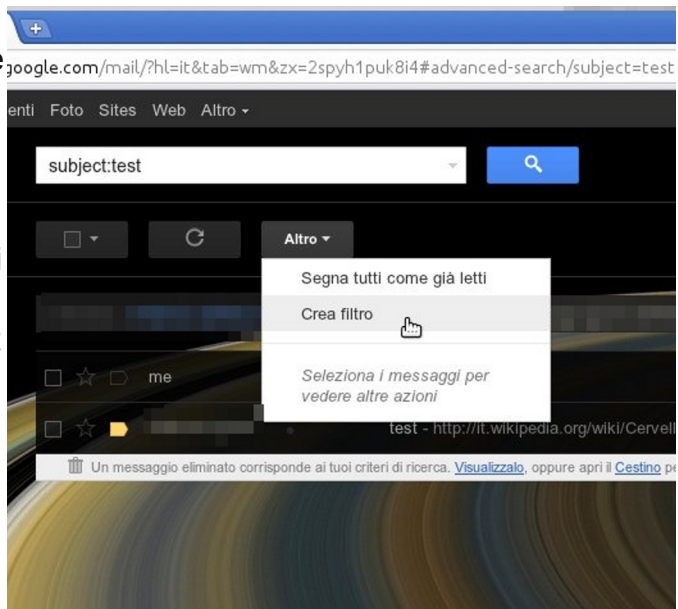 google.com/mail/?hl=it&tab=wm&zx=2spyh1puk8i4#advanced-search/subject=test
enti Foto Sites Web Altro
subject:test
Altro
Segna tutti come già letti
Crea filtro
Seleziona i messaggi per
vedere altre azioni
me
test - http://it.wikipedia.org/wiki/Cervell
Un messaggio eliminato corrisponde ai tuoi criteri di ricerca. Visualizzalo, oppure apri il Cestino pe